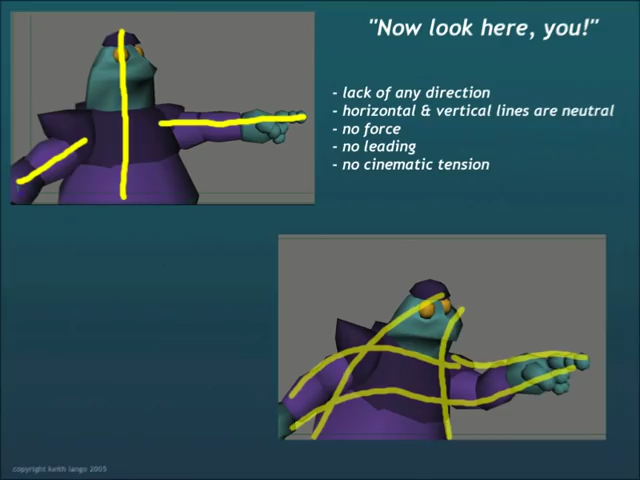 "Now look here, you!"
- lack of any direction
- horizontal & vertical lines are neutral
- no force
- no leading
- no cinematic tension
copyright keith lango 2005